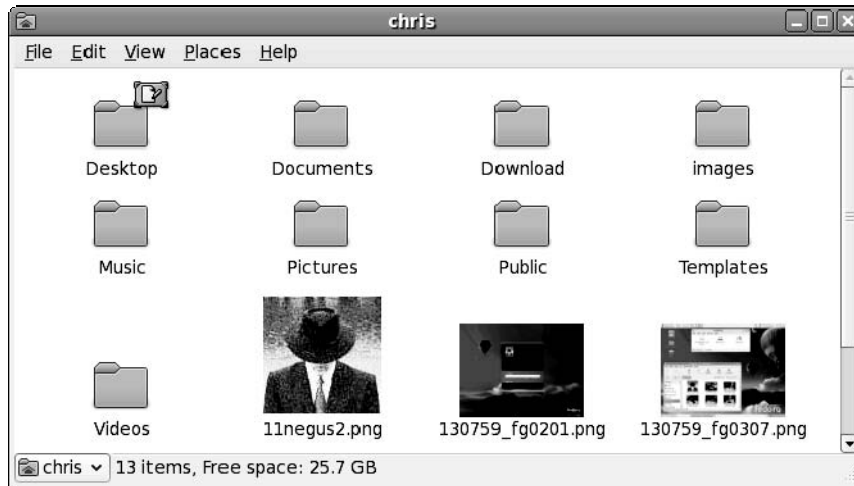 chris
File Edit View Places Help
Desktop Documents Download images
Music Pictures Public Templates
Videos 11negus2.png 130759_fg0201.png 130759_fg0307.png
chris 13 items, Free space: 25.7 GB